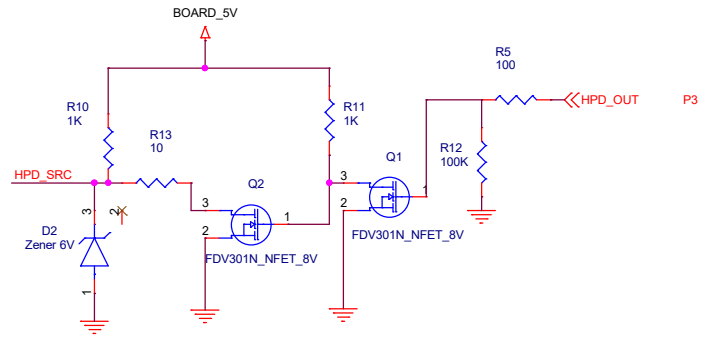 BOARD_5V
R5
100
HPD_OUT
P3
R10
1K
R11
1K
R13
10
Q1
R12
100K
HPD_SRC
Q2
3
1
3
2
3
2
1
2
FDV301N_NFET_8V
D2
Zener 6V
FDV301N_NFET_8V
1